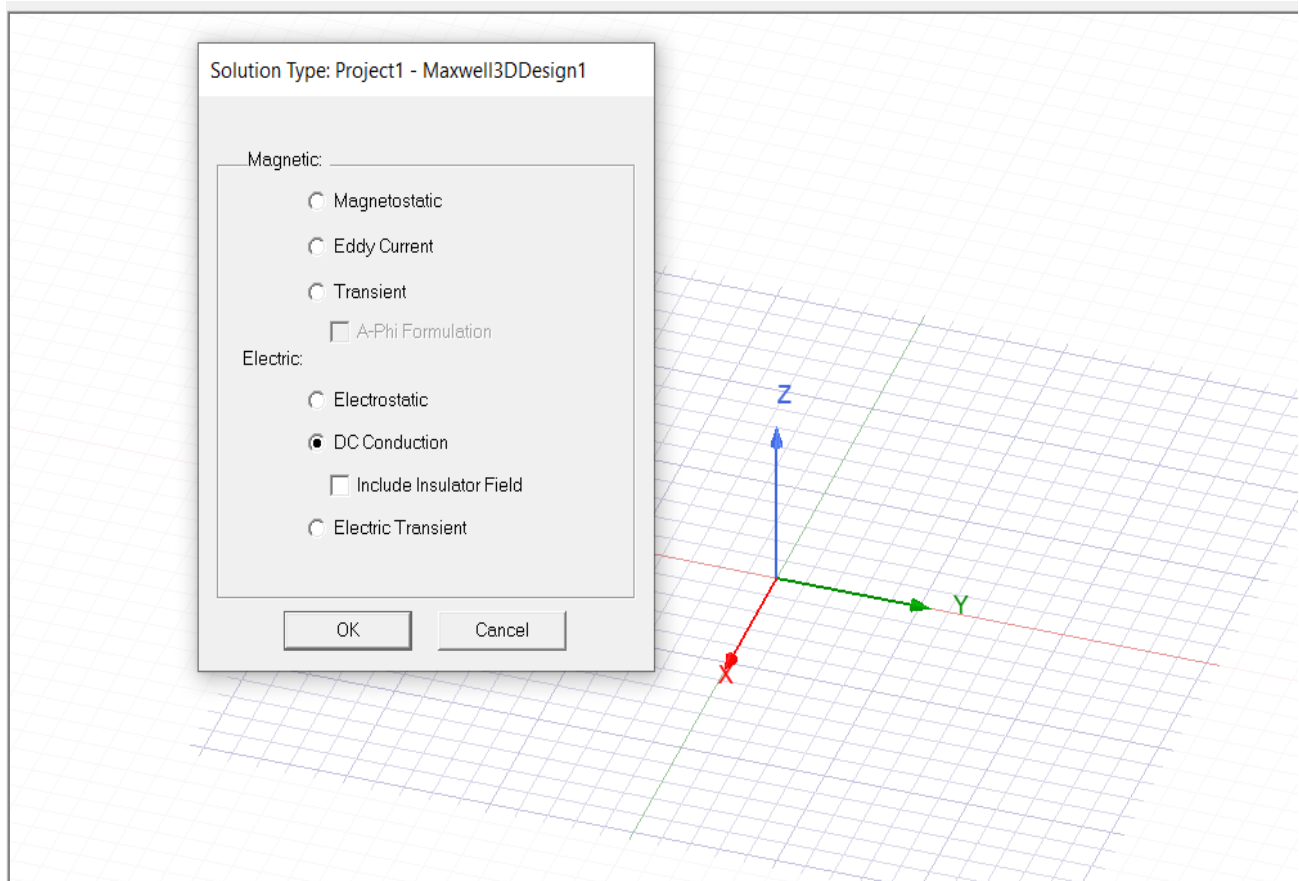 Solution Type: Project1 - Maxwell3DDesign1
Magnetic:
Magnetostatic
Eddy Current
Transient
A-Phi Formulation
Electric:
Electrostatic
DC Conduction
Include Insulator Field
Electric Transient
OK Cancel
Z
Y
X